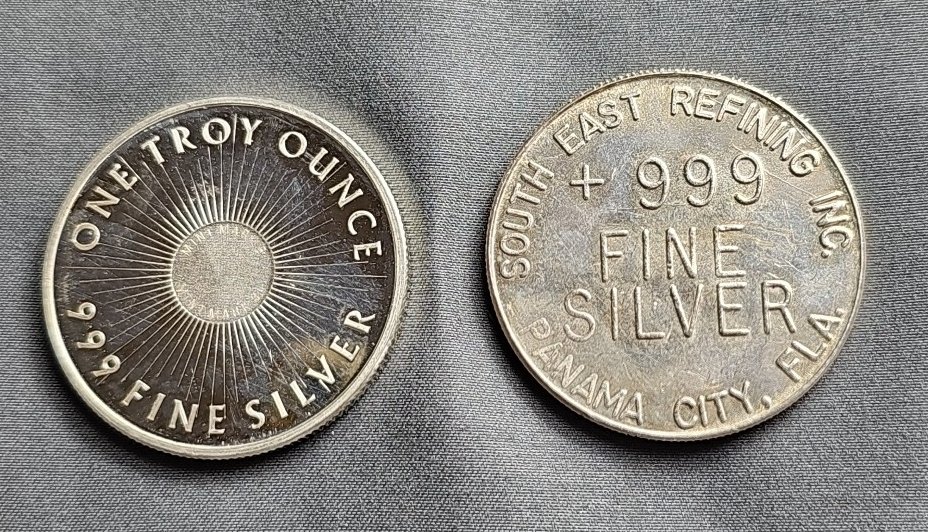 ONE TROY OUNCE
999 FINE SILVER
SOUTH EAST REFINING INC.
+ 999
FINE
SILVER
PANAMA CITY, FLA.